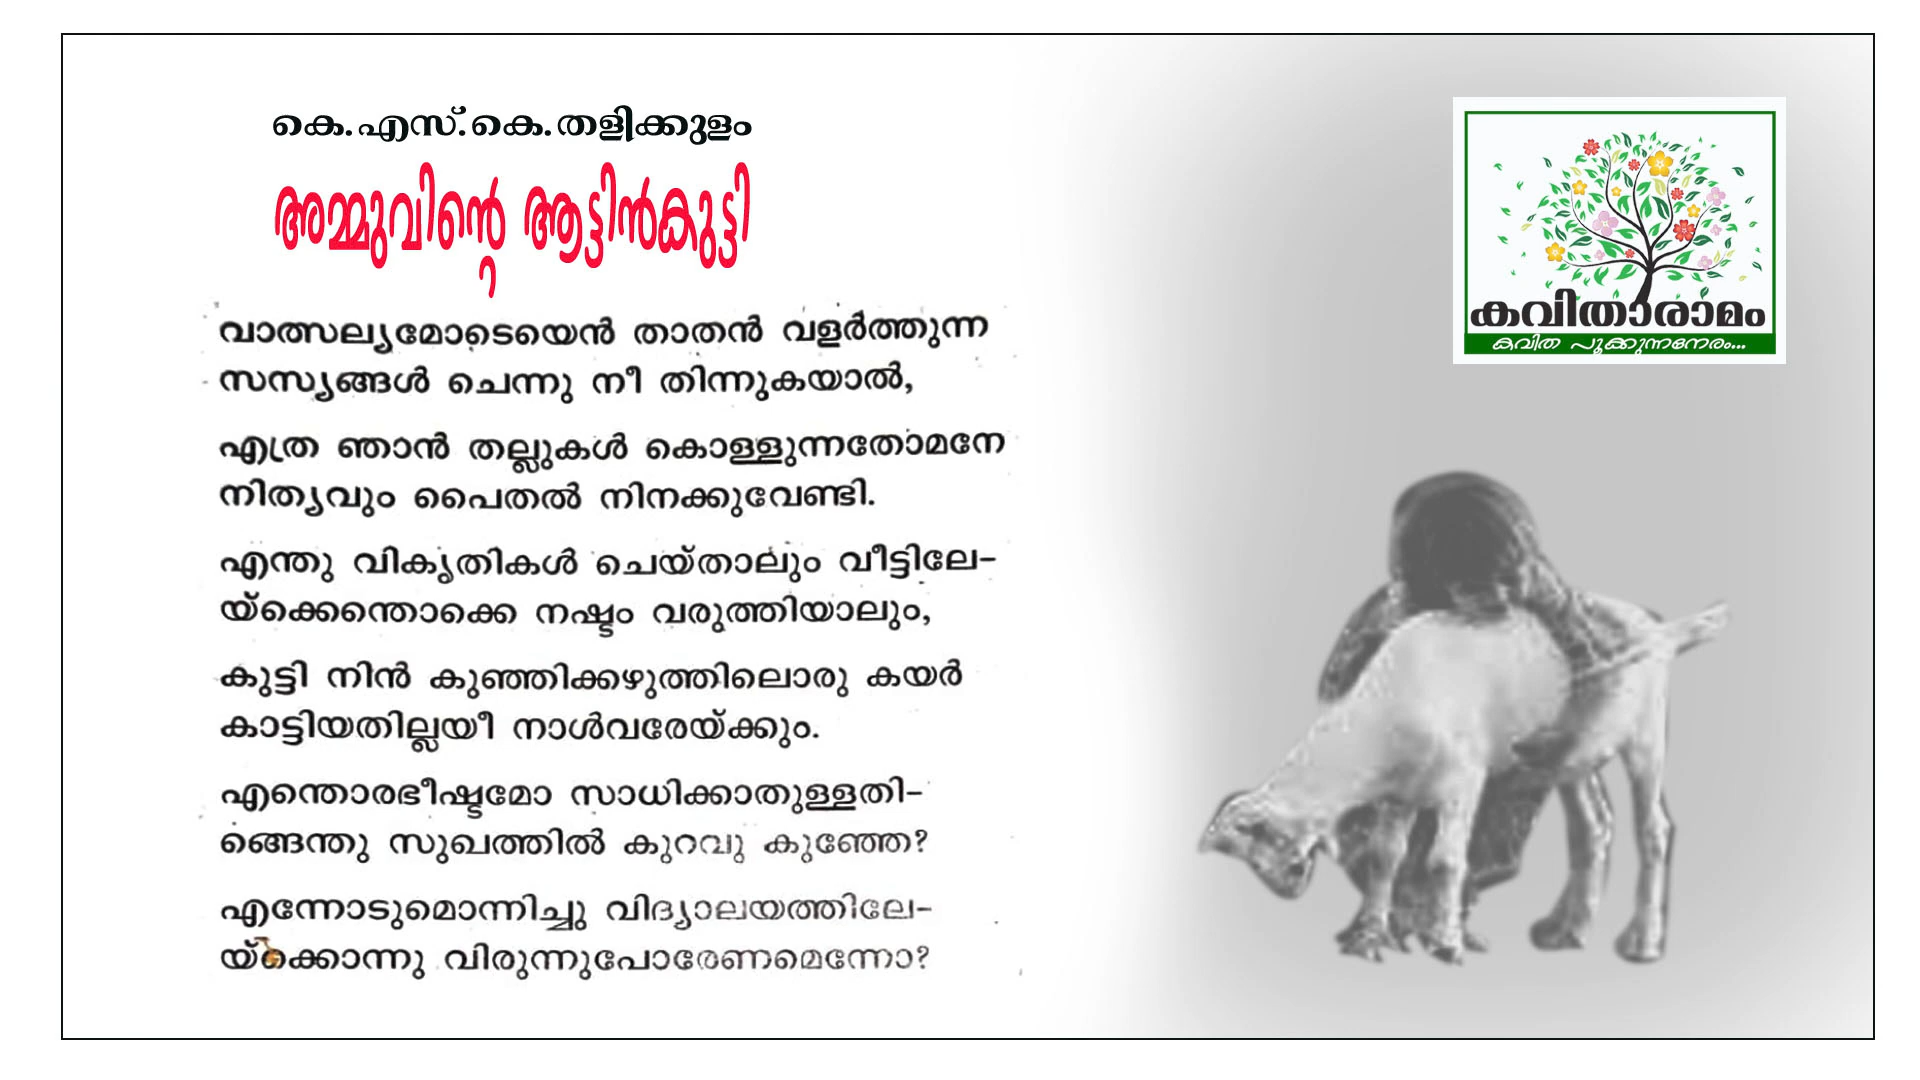 കെ.എസ്.കെ.തളിക്കുളം
അമ്മുവിന്റെ ആട്ടിൻകുട്ടി
വാത്സല്യമോടെയെൻ താതൻ വളർത്തുന്ന
സസ്യങ്ങൾ ചെന്നു നീ തിന്നുകയാൽ,
എത്ര ഞാൻ തല്ലുകൾ കൊള്ളുന്നതോമനേ
നിത്യവും പൈതൽ നിനക്കുവേണ്ടി.
എന്തു വികൃതികൾ ചെയ്താലും വീട്ടിലേ-
യ്ക്കെന്തൊക്കെ നഷ്ടം വരുത്തിയാലും,
കുട്ടി നിൻ കുഞ്ഞിക്കഴുത്തിലൊരു കയർ
കാട്ടിയതില്ലയീ നാൾവരേയ്ക്കും.
എന്തൊരഭീഷ്ടമോ സാധിക്കാതുള്ളതി-
ങ്ങെന്തു സുഖത്തിൽ കുറവു കുഞ്ഞേ?
എന്നോടുമൊന്നിച്ചു വിദ്യാലയത്തിലേ-
യ്ക്കൊന്നു വിരുന്നുപോരേണമെന്നോ?
കവിതാരാമം
കവിത പൂക്കുന്നനേരം...